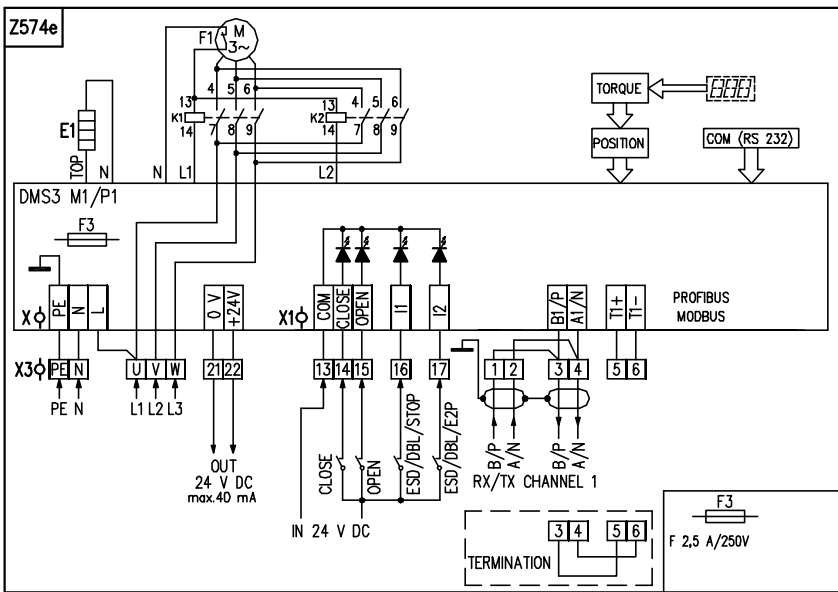 Z574e
F1 M
3~
4 5 6
13
K1
14
7 8 9
4 5 6
13
K2
14
7 8 9
E1
TOP
N
N
L1
L2
TORQUE
POSITION
COM (RS 232)
DMS3 M1/P1
F3
X
PE
N
L
0 V
+24V
X1
COM
CLOSE
OPEN
I1
I2
B1/P
A1/N
T1+
T1-
PROFIBUS
MODBUS
X3
PE N
U V W
21 22
13 14 15
16
17
1 2
3 4
5 6
PE N
L1 L2 L3
OUT
24 V DC
max.40 mA
CLOSE
OPEN
ESD/DBL/STOP
ESD/DBL/E2P
B/P
A/N
B/P
A/N
RX/TX CHANNEL 1
IN 24 V DC
TERMINATION
3 4
5 6
F3
F 2,5 A/250V